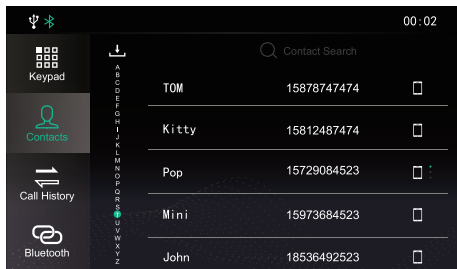 00:02
Keypad
Contacts
Call History
Bluetooth
Contact Search
A
B
C
D
E
F
G
H
I
J
K
L
M
N
O
P
Q
R
S
T
U
V
W
X
Y
Z
TOM 15878747474
Kitty 15812487474
Pop 15729084523
Mini 15973684523
John 18536492523